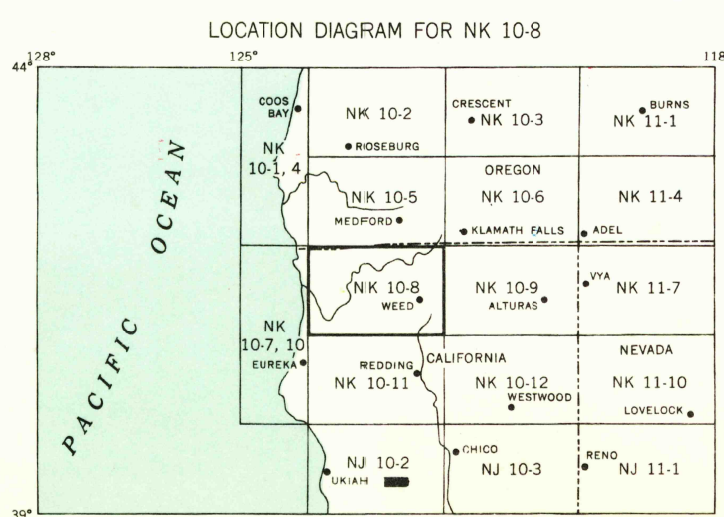 LOCATION DIAGRAM FOR NK 10-8
128° 125° 118°
44°
COOS BAY
NK 10-2
CRESCENT
NK 10-3
BURNS
NK 11-1
NK
10-1, 4
ROSEBURG
OREGON
NK 10-5
NK 10-6
NK 11-4
MEDFORD
KLAMATH FALLS
ADEL
PACIFIC OCEAN
NK 10-8
WEED
NK 10-9
ALTURAS
VYA
NK 11-7
NK
10-7, 10
EUREKA
REDDING
CALIFORNIA
NEVADA
NK 10-11
NK 10-12
NK 11-10
WESTWOOD
LOVELOCK
NJ 10-2
UKIAH
CHICO
NJ 10-3
RENO
NJ 11-1
39°